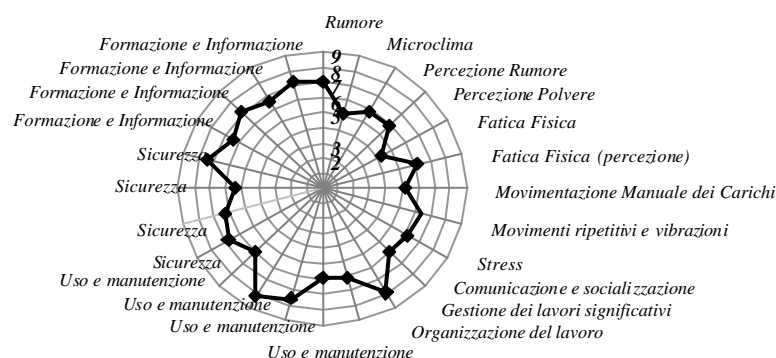 Rumore
Microclima
Percezione Rumore
Percezione Polvere
Fatica Fisica
Fatica Fisica (percezione)
Movimentazione Manuale dei Carichi
Movimenti ripetitivi e vibrazioni
Stress
Comunicazione e socializzazione
Gestione dei lavori significativi
Organizzazione del lavoro
Uso e manutenzione
Uso e manutenzione
Uso e manutenzione
Uso e manutenzione
Sicurezza
Sicurezza
Sicurezza
Sicurezza
Formazione e Informazione
Formazione e Informazione
Formazione e Informazione
Formazione e Informazione
9
8
7
6
5
3
2